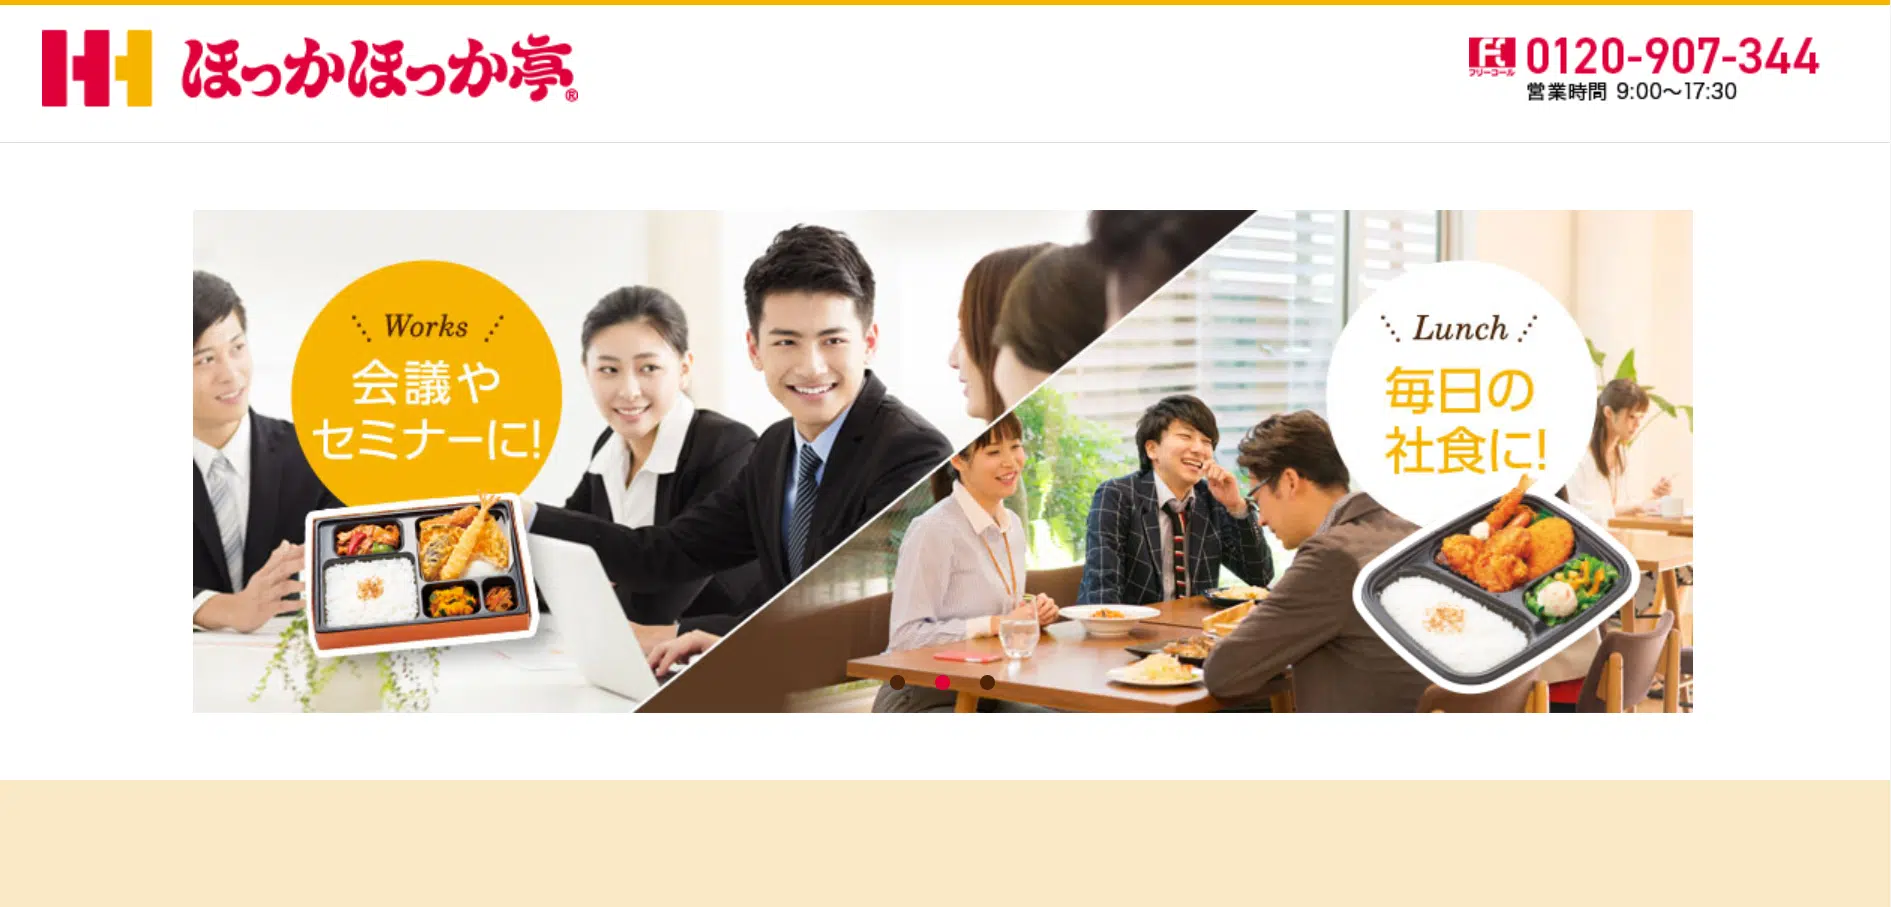 ほっかほっか亭®
フリーコール
0120-907-344
営業時間 9:00～17:30
Works
会議や
セミナーに!
Lunch
毎日の
社食に!